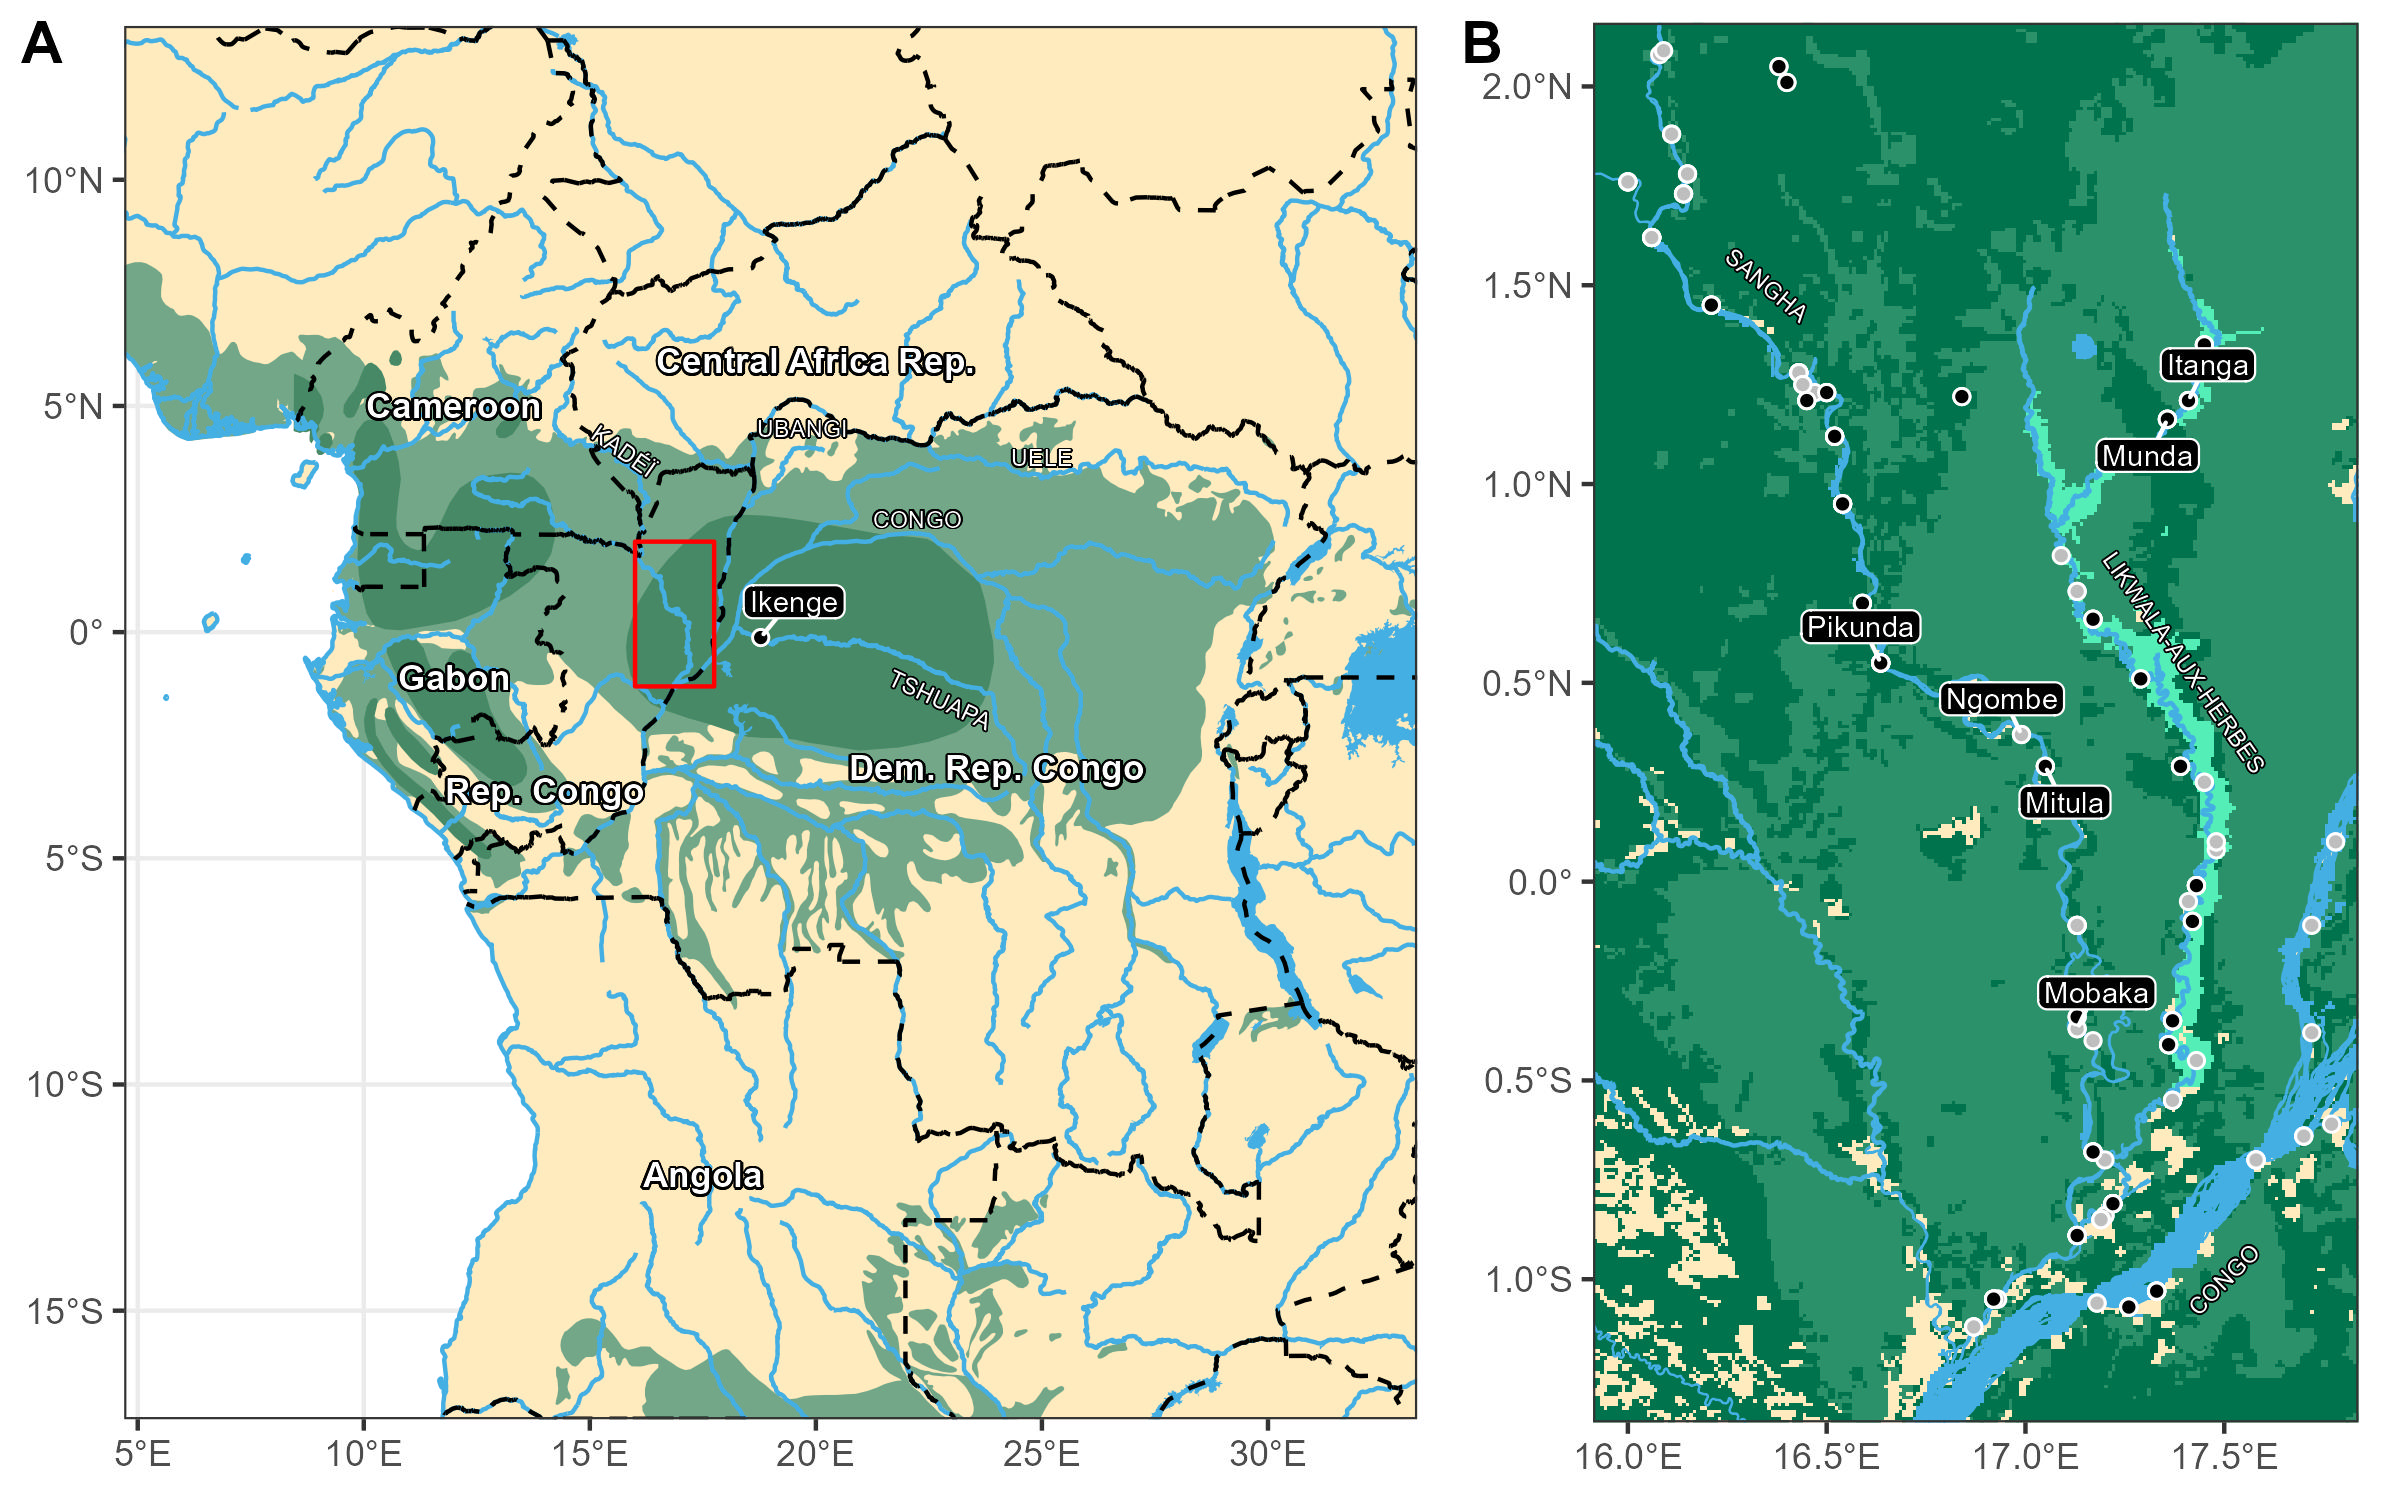 A
10°N
5°N
0°
5°S
10°S
15°S
5°E
10°E
15°E
20°E
25°E
30°E
Central Africa Rep.
Cameroon
KADÉÏ
UBANGI
UELE
CONGO
Ikenge
Gabon
TSHUAPA
Dem. Rep. Congo
Rep. Congo
Angola
B
2.0°N
1.5°N
1.0°N
0.5°N
0.0°
0.5°S
1.0°S
16.0°E
16.5°E
17.0°E
17.5°E
SANGHA
Itanga
Munda
LIKWALA-AUX-HERBES
Pikunda
Ngombe
Mitula
Mobaka
CONGO